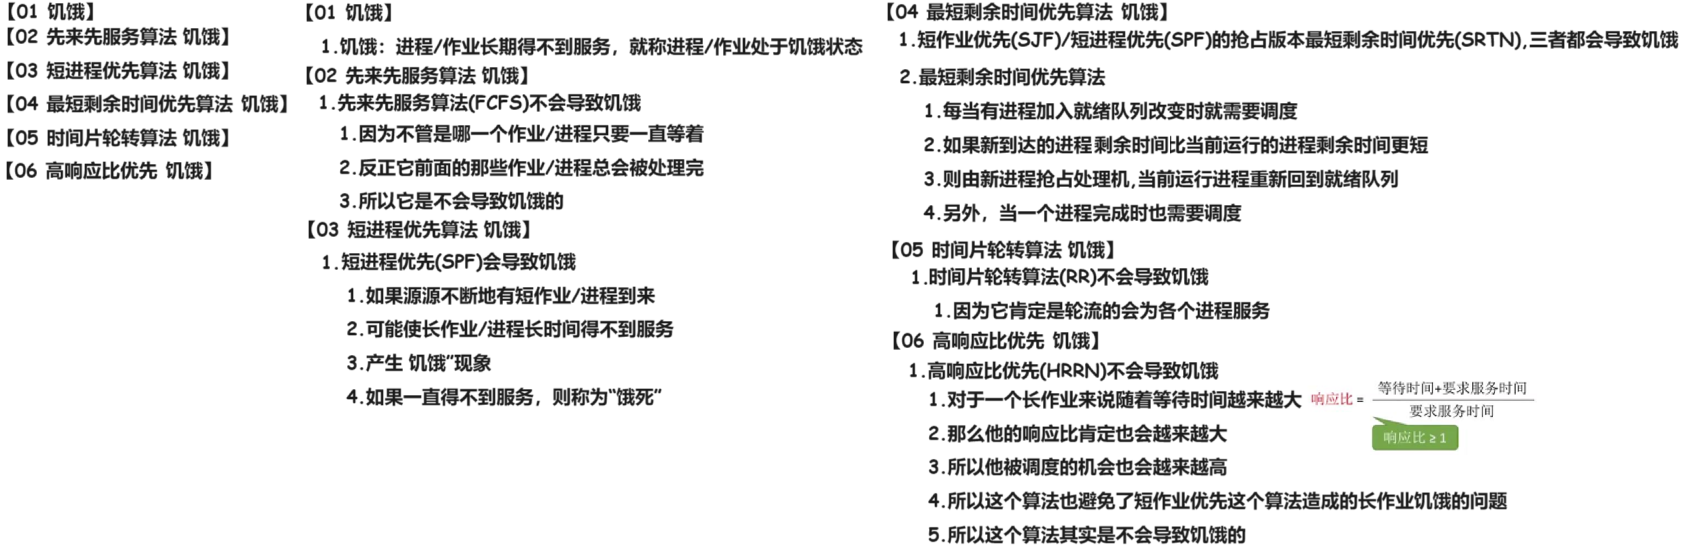 【01 饥饿】
【02 先来先服务算法 饥饿】
【03 短进程优先算法 饥饿】
【04 最短剩余时间优先算法 饥饿】
【05 时间片轮转算法 饥饿】
【06 高响应比优先 饥饿】
【01 饥饿】
1.饥饿：进程/作业长期得不到服务，就称进程/作业处于饥饿状态
【02 先来先服务算法 饥饿】
1.先来先服务算法(FCFS)不会导致饥饿
1.因为不管是哪一个作业/进程只要一直等着
2.反正它前面的那些作业/进程总会被处理完
3.所以它是不会导致饥饿的
【03 短进程优先算法 饥饿】
1.短进程优先(SPF)会导致饥饿
1.如果源源不断地有短作业/进程到来
2.可能使长作业/进程长时间得不到服务
3.产生 饥饿”现象
4.如果一直得不到服务，则称为“饿死”
【04 最短剩余时间优先算法 饥饿】
1.短作业优先(SJF)/短进程优先(SPF)的抢占版本最短剩余时间优先(SRTN),三者都会导致饥饿
2.最短剩余时间优先算法
1.每当有进程加入就绪队列改变时就需要调度
2.如果新到达的进程剩余时间比当前运行的进程剩余时间更短
3.则由新进程抢占处理机,当前运行进程重新回到就绪队列
4.另外，当一个进程完成时也需要调度
【05 时间片轮转算法 饥饿】
1.时间片轮转算法(RR)不会导致饥饿
1.因为它肯定是轮流的会为各个进程服务
【06 高响应比优先 饥饿】
1.高响应比优先(HRRN)不会导致饥饿
1.对于一个长作业来说随着等待时间越来越大
响应比 = 等待时间+要求服务时间
要求服务时间
响应比 ≥ 1
2.那么他的响应比肯定也会越来越大
3.所以他被调度的机会也会越来越高
4.所以这个算法也避免了短作业优先这个算法造成的长作业饥饿的问题
5.所以这个算法其实是不会导致饥饿的